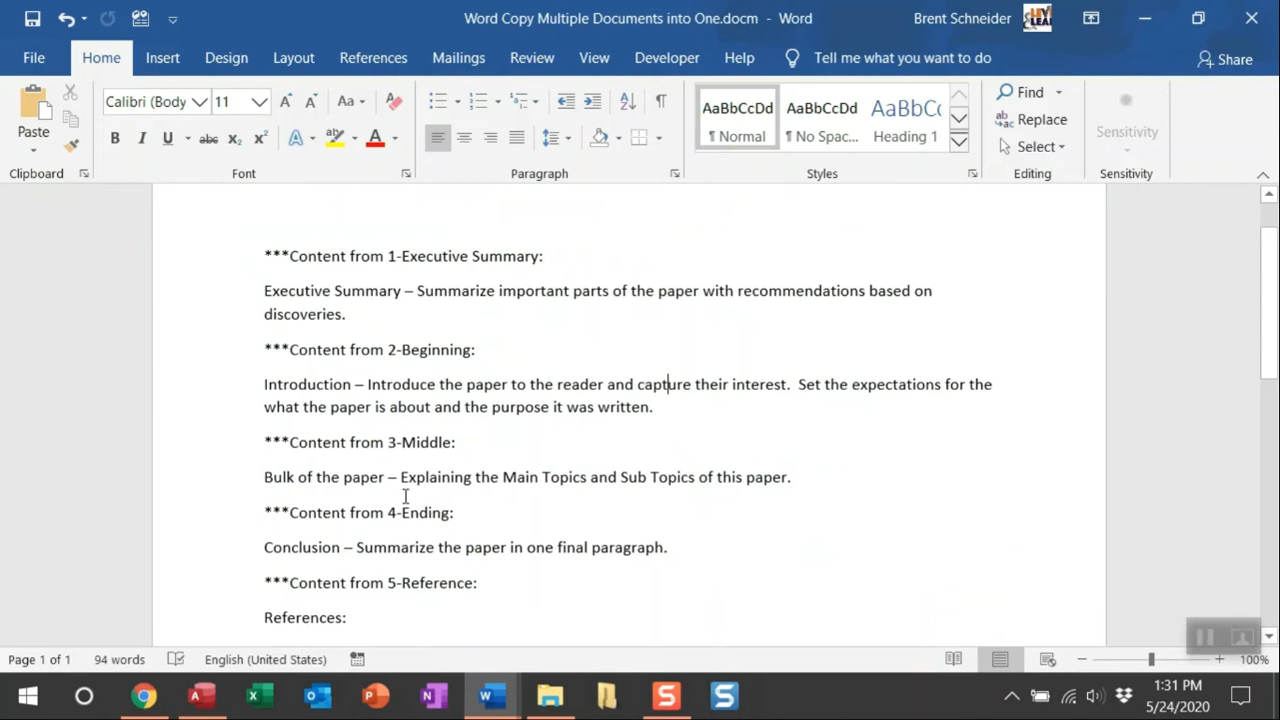 Word Copy Multiple Documents into One.docm - Word
Brent Schneider
File Home Insert Design Layout References Mailings Review View Developer Help Tell me what you want to do Share
Calibri (Body 11 Aa
AaBbCcDd AaBbCcDd AaBbCc
Find
Replace
Select
Paste
¶ Normal ¶ No Spac... Heading 1
Sensitivity
Clipboard Font Paragraph Styles Editing Sensitivity
***Content from 1-Executive Summary:
Executive Summary – Summarize important parts of the paper with recommendations based on
discoveries.
***Content from 2-Beginning:
Introduction – Introduce the paper to the reader and capture their interest.  Set the expectations for the
what the paper is about and the purpose it was written.
***Content from 3-Middle:
Bulk of the paper – Explaining the Main Topics and Sub Topics of this paper.
***Content from 4-Ending:
Conclusion – Summarize the paper in one final paragraph.
***Content from 5-Reference:
References:
Page 1 of 1 94 words English (United States) 100%
1:31 PM
5/24/2020